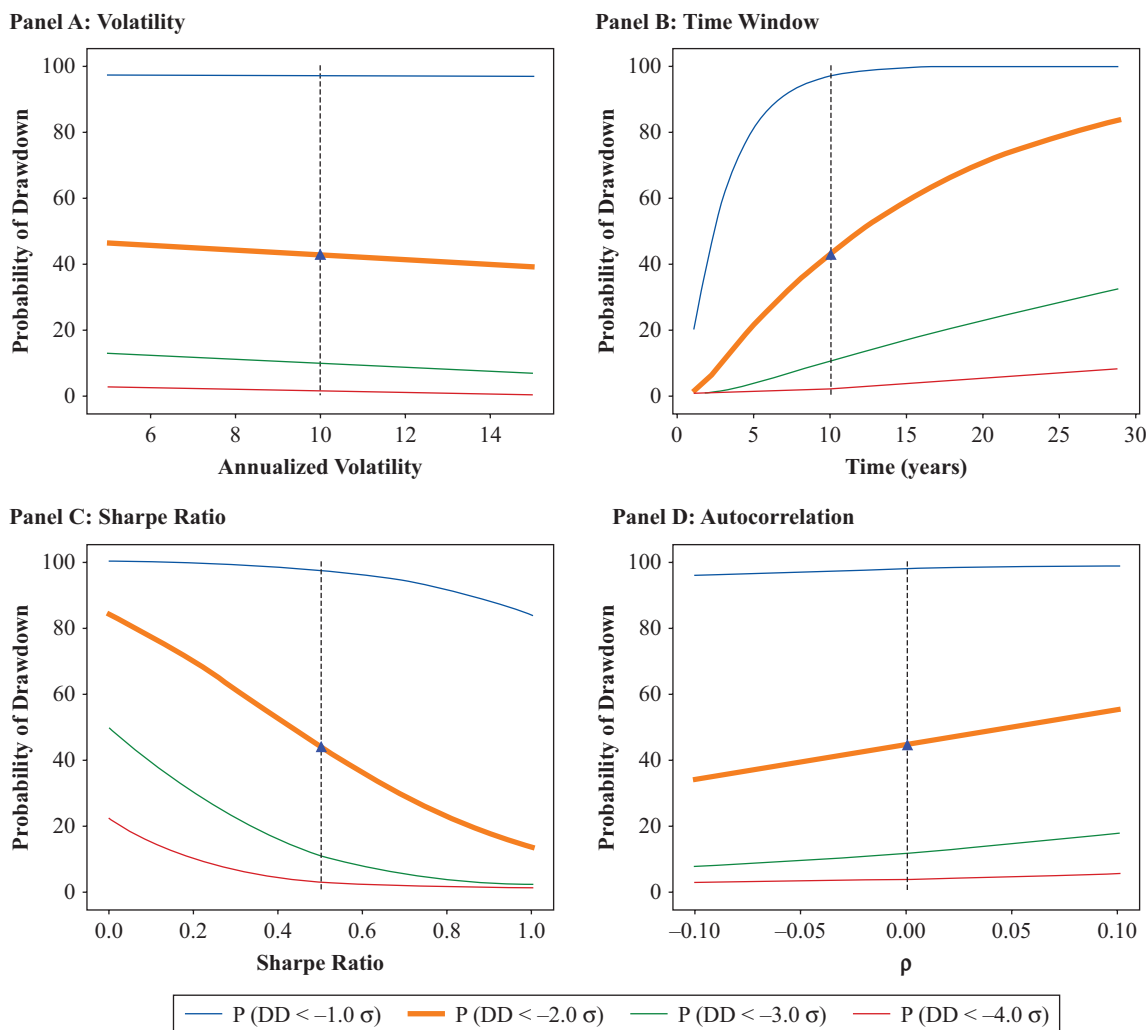 Panel A: Volatility
Probability of Drawdown
100
80
60
40
20
0
6 8 10 12 14
Annualized Volatility
Panel B: Time Window
Probability of Drawdown
100
80
60
40
20
0
0 5 10 15 20 25 30
Time (years)
Panel C: Sharpe Ratio
Probability of Drawdown
100
80
60
40
20
0
0.0 0.2 0.4 0.6 0.8 1.0
Sharpe Ratio
Panel D: Autocorrelation
Probability of Drawdown
100
80
60
40
20
0
–0.10 –0.05 0.00 0.05 0.10
ρ
P (DD < –1.0 σ) P (DD < –2.0 σ) P (DD < –3.0 σ) P (DD < –4.0 σ)